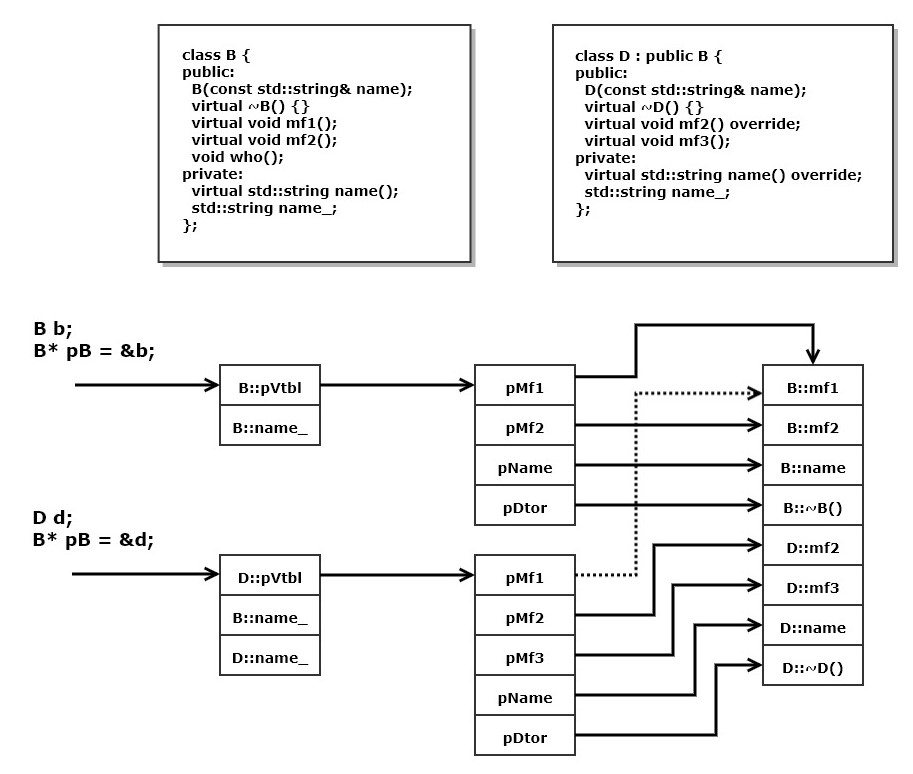 class B {
public:
B(const std::string& name);
virtual ~B() {}
virtual void mf1();
virtual void mf2();
void who();
private:
virtual std::string name();
std::string name_;
};
class D : public B {
public:
D(const std::string& name);
virtual ~D() {}
virtual void mf2() override;
virtual void mf3();
private:
virtual std::string name() override;
std::string name_;
};
B b;
B* pB = &b;
B::pVtbl
B::name_
pMf1
pMf2
pName
pDtor
D d;
B* pB = &d;
D::pVtbl
B::name_
D::name_
pMf1
pMf2
pMf3
pName
pDtor
B::mf1
B::mf2
B::name
B::~B()
D::mf2
D::mf3
D::name
D::~D()